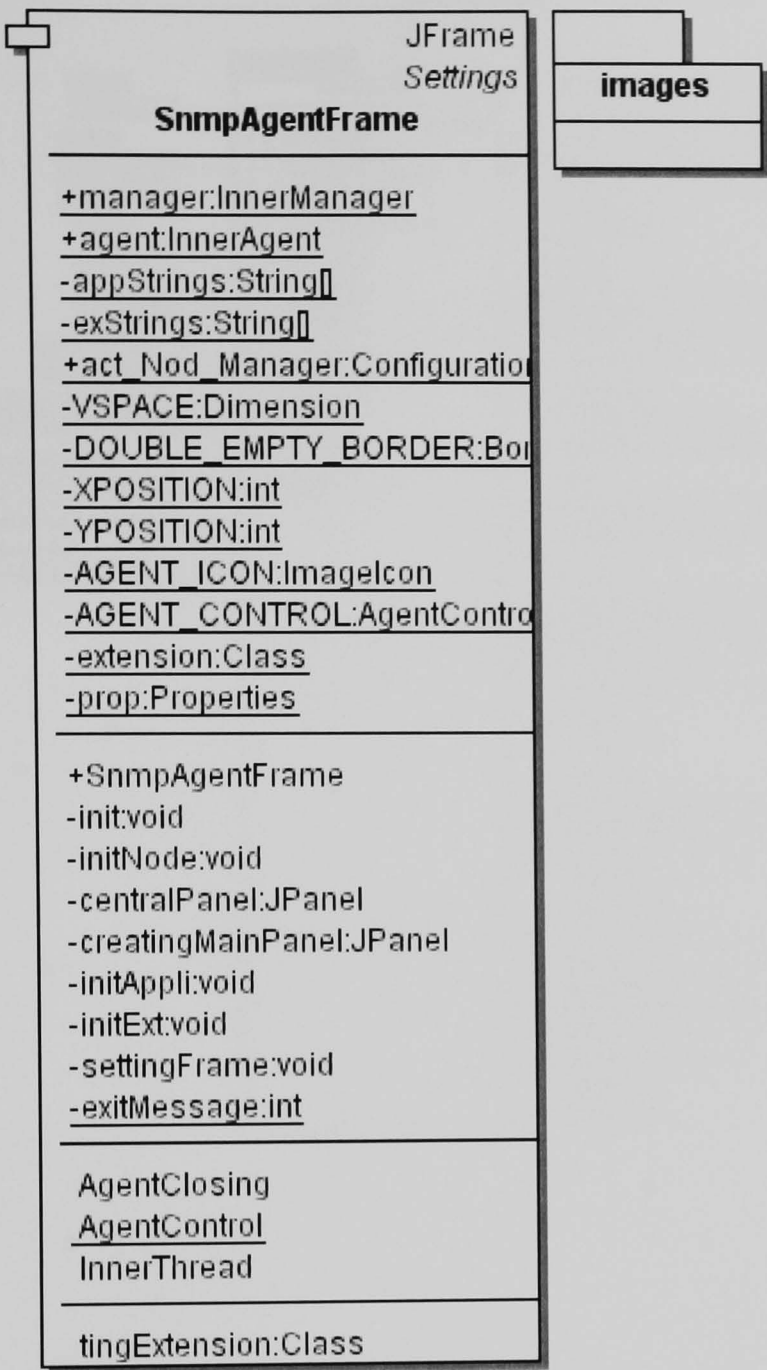 JFrame
Settings
SnmpAgentFrame
+manager:InnerManager
+agent:InnerAgent
-appStrings:String[]
-exStrings:String[]
+act_Nod_Manager:Configuration
-VSPACE:Dimension
-DOUBLE_EMPTY_BORDER:Bor
-XPOSITION:int
-YPOSITION:int
-AGENT_ICON:ImageIcon
-AGENT_CONTROL:AgentContro
-extension:Class
-prop:Properties
+SnmpAgentFrame
-init:void
-initNode:void
-centralPanel:JPanel
-creatingMainPanel:JPanel
-initAppli:void
-initExt:void
-settingFrame:void
-exitMessage:int
AgentClosing
AgentControl
InnerThread
tingExtension:Class
images